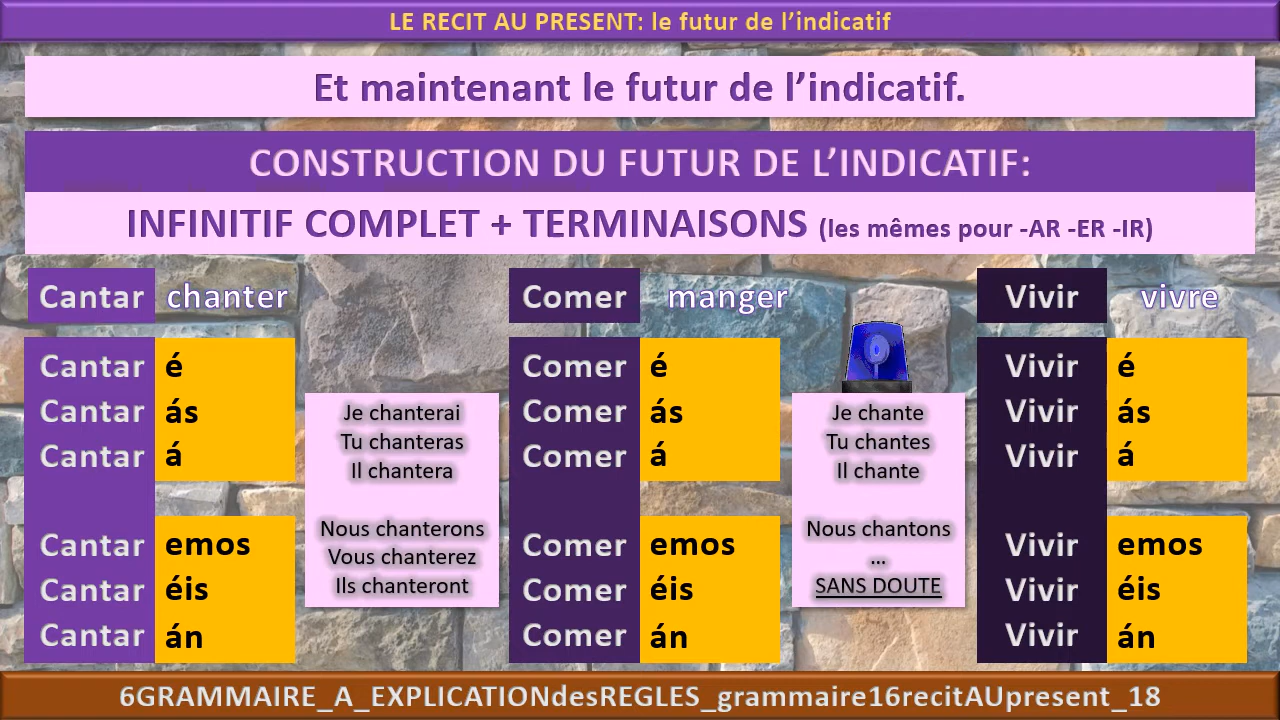 LE RECIT AU PRESENT: le futur de l’indicatif
Et maintenant le futur de l’indicatif.
CONSTRUCTION DU FUTUR DE L’INDICATIF:
INFINITIF COMPLET + TERMINAISONS (les mêmes pour -AR -ER -IR)
Cantar chanter
Cantar é
Cantar ás
Cantar á
Cantar emos
Cantar éis
Cantar án
Je chanterai
Tu chanteras
Il chantera
Nous chanterons
Vous chanterez
Ils chanteront
Comer manger
Comer é
Comer ás
Comer á
Comer emos
Comer éis
Comer án
Je chante
Tu chantes
Il chante
Nous chantons
...
SANS DOUTE
Vivir vivre
Vivir é
Vivir ás
Vivir á
Vivir emos
Vivir éis
Vivir án
6GRAMMAIRE_A_EXPLICATIONdesREGLES_grammaire16recitAUpresent_18